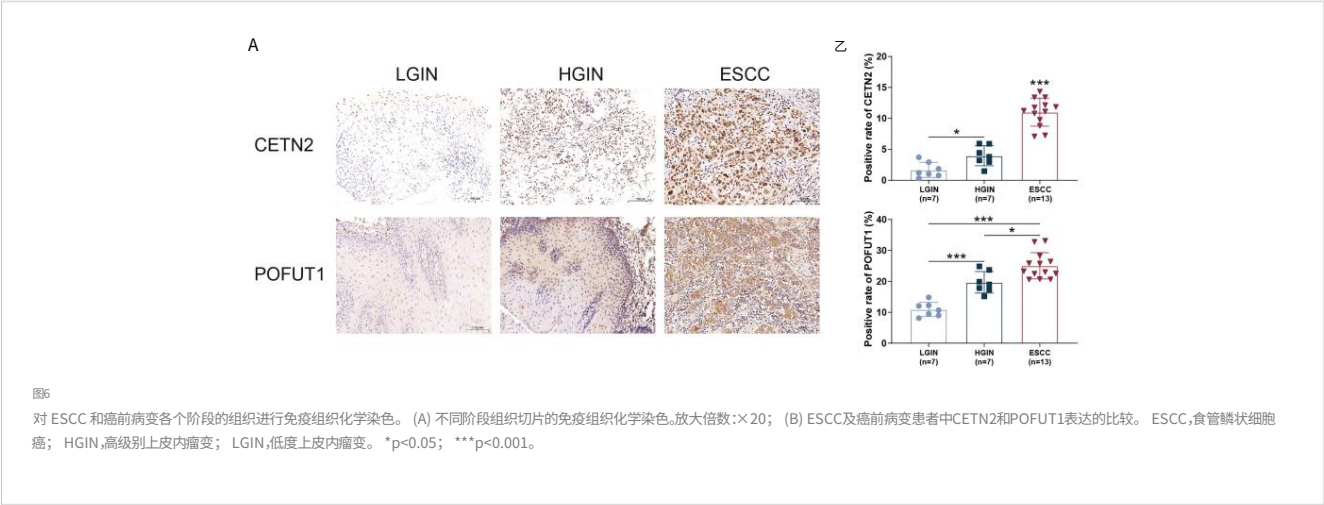 A
LGIN
HGIN
ESCC
CETN2
POFUT1
乙
Positive rate of CETN2 (%)
20
15
10
5
0
*
***
LGIN
(n=7)
HGIN
(n=7)
ESCC
(n=13)
Positive rate of POFUT1 (%)
40
30
20
10
0
***
*
***
LGIN
(n=7)
HGIN
(n=7)
ESCC
(n=13)
图6
对 ESCC 和癌前病变各个阶段的组织进行免疫组织化学染色。 (A) 不同阶段组织切片的免疫组织化学染色。放大倍数:×20； (B) ESCC及癌前病变患者中CETN2和POFUT1表达的比较。 ESCC,食管鳞状细胞
癌； HGIN,高级别上皮内瘤变； LGIN,低度上皮内瘤变。 *p<0.05； ***p<0.001。